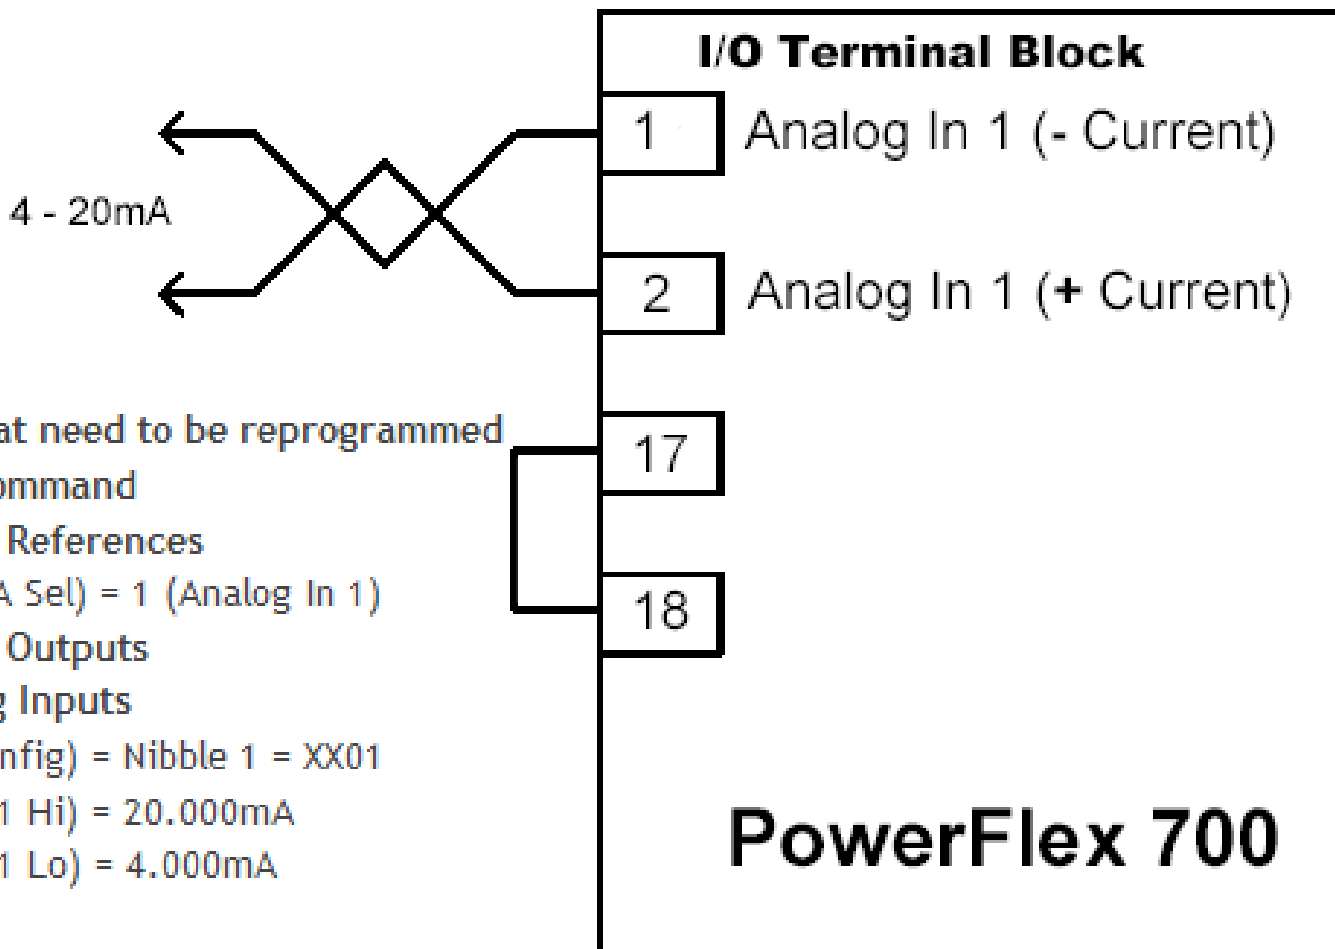 I/O Terminal Block
1 Analog In 1 (- Current)
4 - 20mA
2 Analog In 1 (+ Current)
at need to be reprogrammed
17
ommand
References
A Sel) = 1 (Analog In 1)
18
Outputs
g Inputs
nfig) = Nibble 1 = XX01
1 Hi) = 20.000mA
1 Lo) = 4.000mA
PowerFlex 700